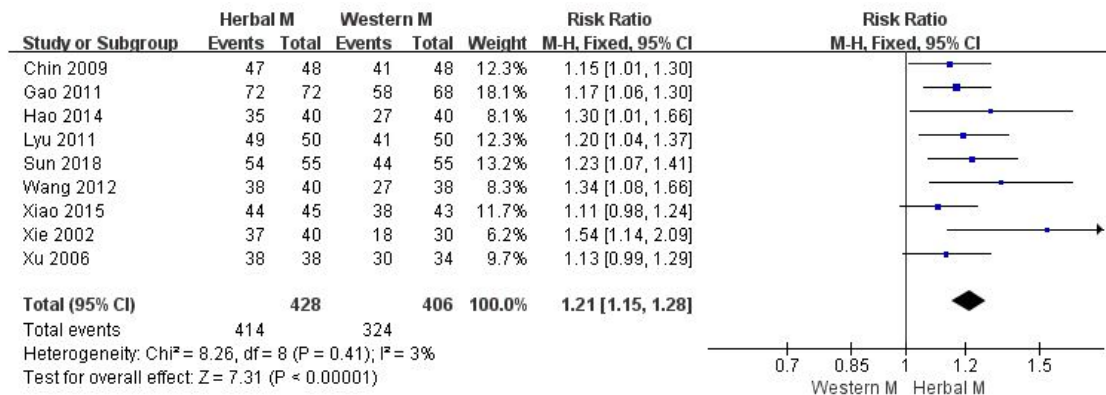 Herbal M Western M Risk Ratio Risk Ratio
Study or Subgroup Events Total Events Total Weight M-H, Fixed, 95% CI M-H, Fixed, 95% CI
Chin 2009 47 48 41 48 12.3% 1.15 [1.01, 1.30]
Gao 2011 72 72 58 68 18.1% 1.17 [1.06, 1.30]
Hao 2014 35 40 27 40 8.1% 1.30 [1.01, 1.66]
Lyu 2011 49 50 41 50 12.3% 1.20 [1.04, 1.37]
Sun 2018 54 55 44 55 13.2% 1.23 [1.07, 1.41]
Wang 2012 38 40 27 38 8.3% 1.34 [1.08, 1.66]
Xiao 2015 44 45 38 43 11.7% 1.11 [0.98, 1.24]
Xie 2002 37 40 18 30 6.2% 1.54 [1.14, 2.09]
Xu 2006 38 38 30 34 9.7% 1.13 [0.99, 1.29]
Total (95% CI) 428 406 100.0% 1.21 [1.15, 1.28]
Total events 414 324
Heterogeneity: Chi² = 8.26, df = 8 (P = 0.41); I² = 3%
Test for overall effect: Z = 7.31 (P < 0.00001)
0.7 0.85 1 1.2 1.5
Western M Herbal M